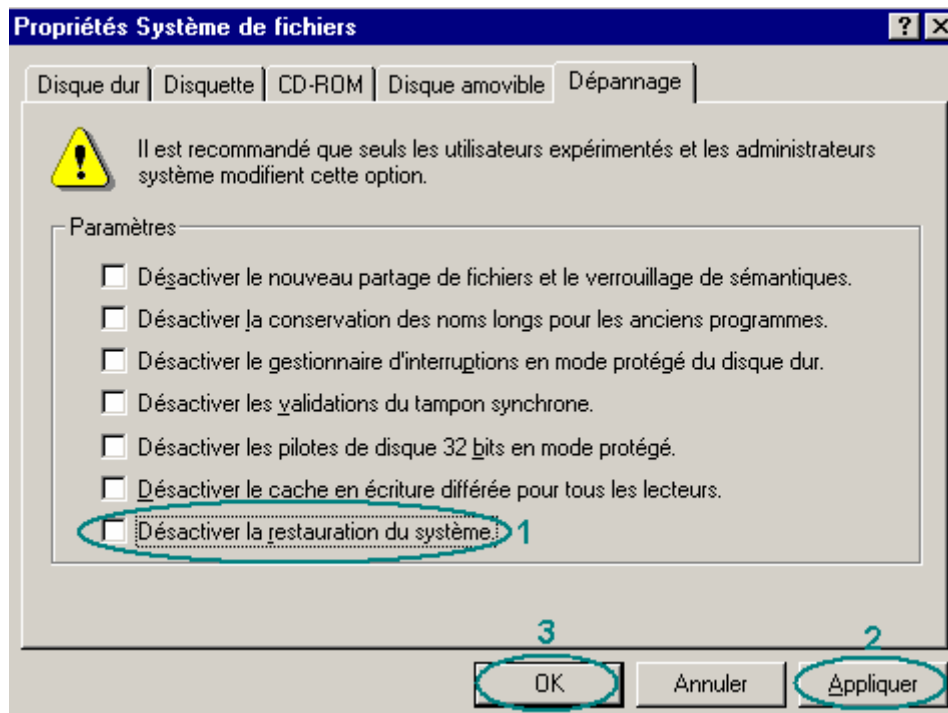 Propriétés Système de fichiers
Disque dur Disquette CD-ROM Disque amovible Dépannage
Il est recommandé que seuls les utilisateurs expérimentés et les administrateurs
système modifient cette option.
Paramètres
Désactiver le nouveau partage de fichiers et le verrouillage de sémantiques.
Désactiver la conservation des noms longs pour les anciens programmes.
Désactiver le gestionnaire d'interruptions en mode protégé du disque dur.
Désactiver les validations du tampon synchrone.
Désactiver les pilotes de disque 32 bits en mode protégé.
Désactiver le cache en écriture différée pour tous les lecteurs.
Désactiver la restauration du système. 1
3 2
OK Annuler Appliquer